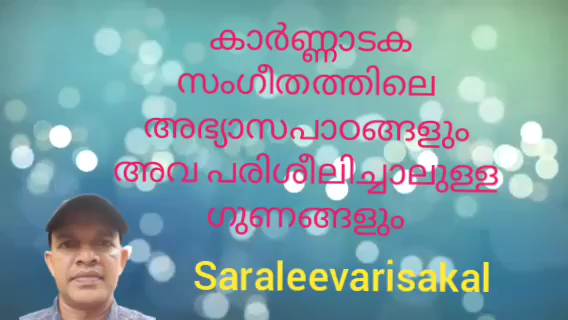 കാർണ്ണാടക
സംഗീതത്തിലെ
അഭ്യാസപാഠങ്ങളും
അവ പരിശീലിച്ചാലുള്ള
ഗുണങ്ങളും
Saraleevarisakal